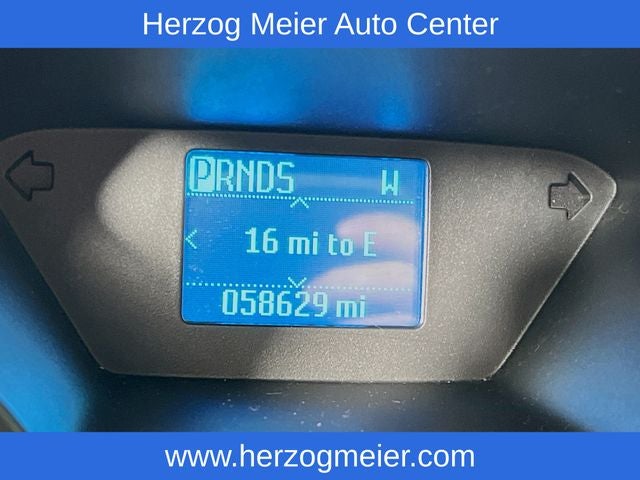 Herzog Meier Auto Center
PRNDS W
16 mi to E
058629 mi
www.herzogmeier.com